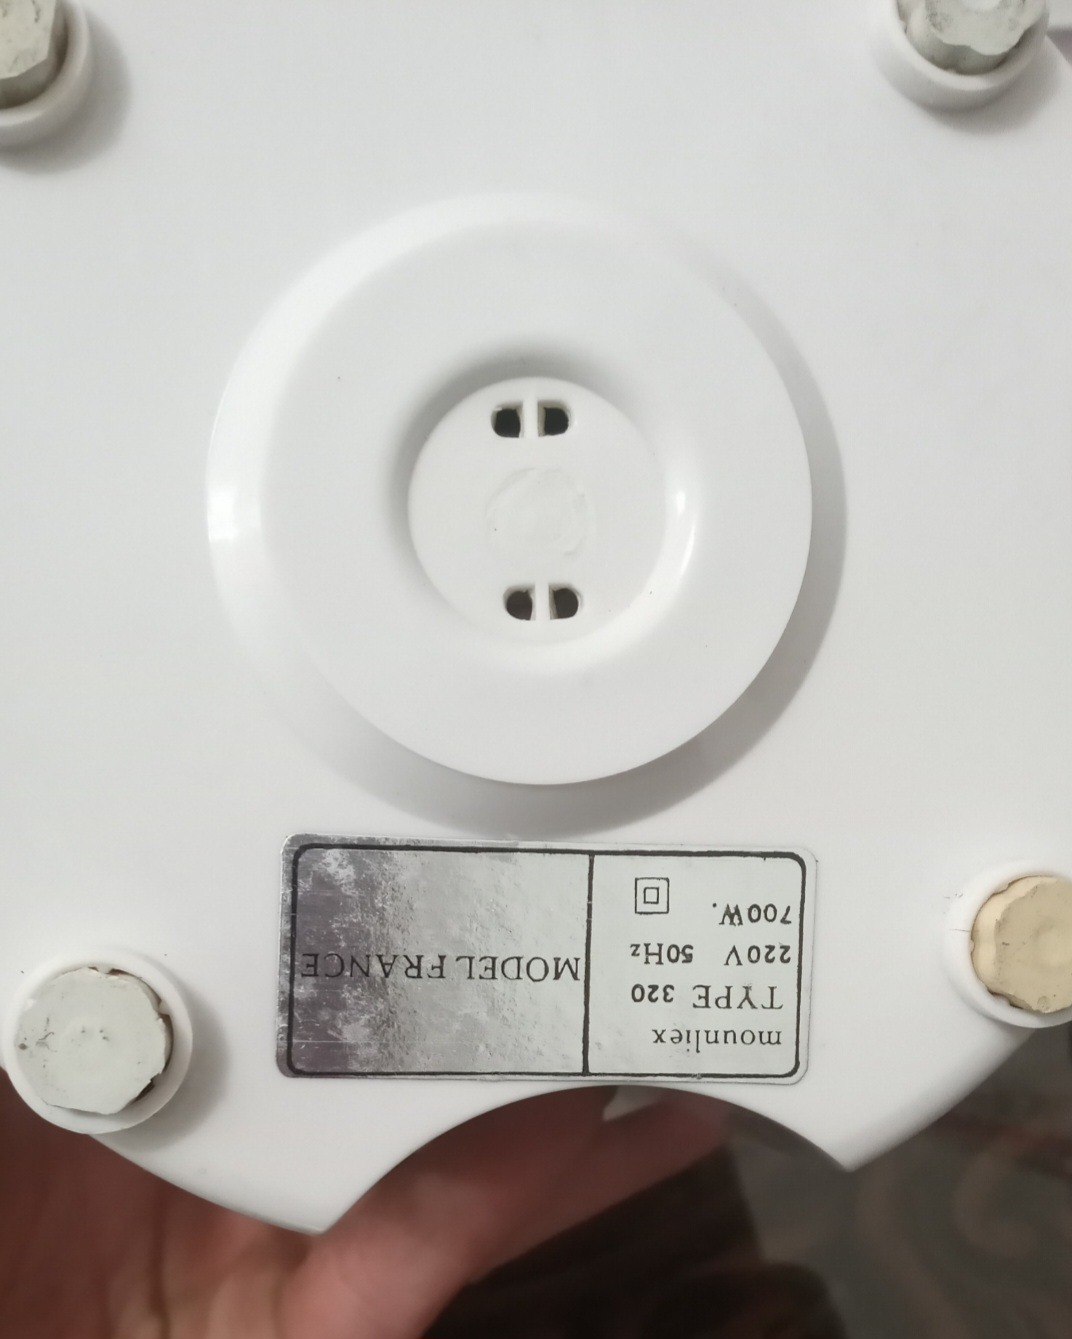 mounliex
TYPE 320
220V 50Hz
700W.
MODEL FRANCE